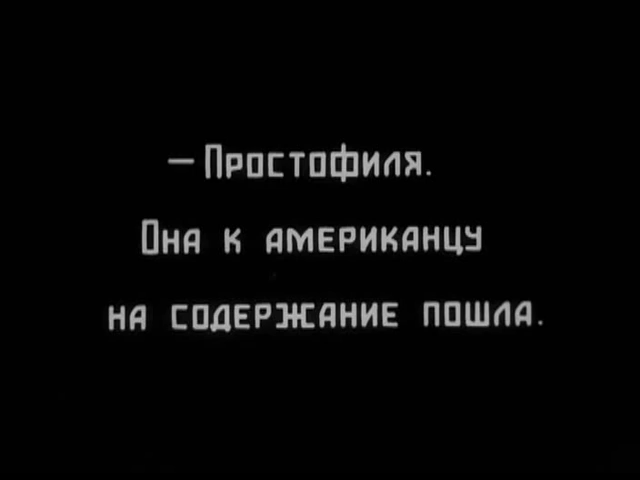 — Простофиля.
Она к американцу
на содержание пошла.